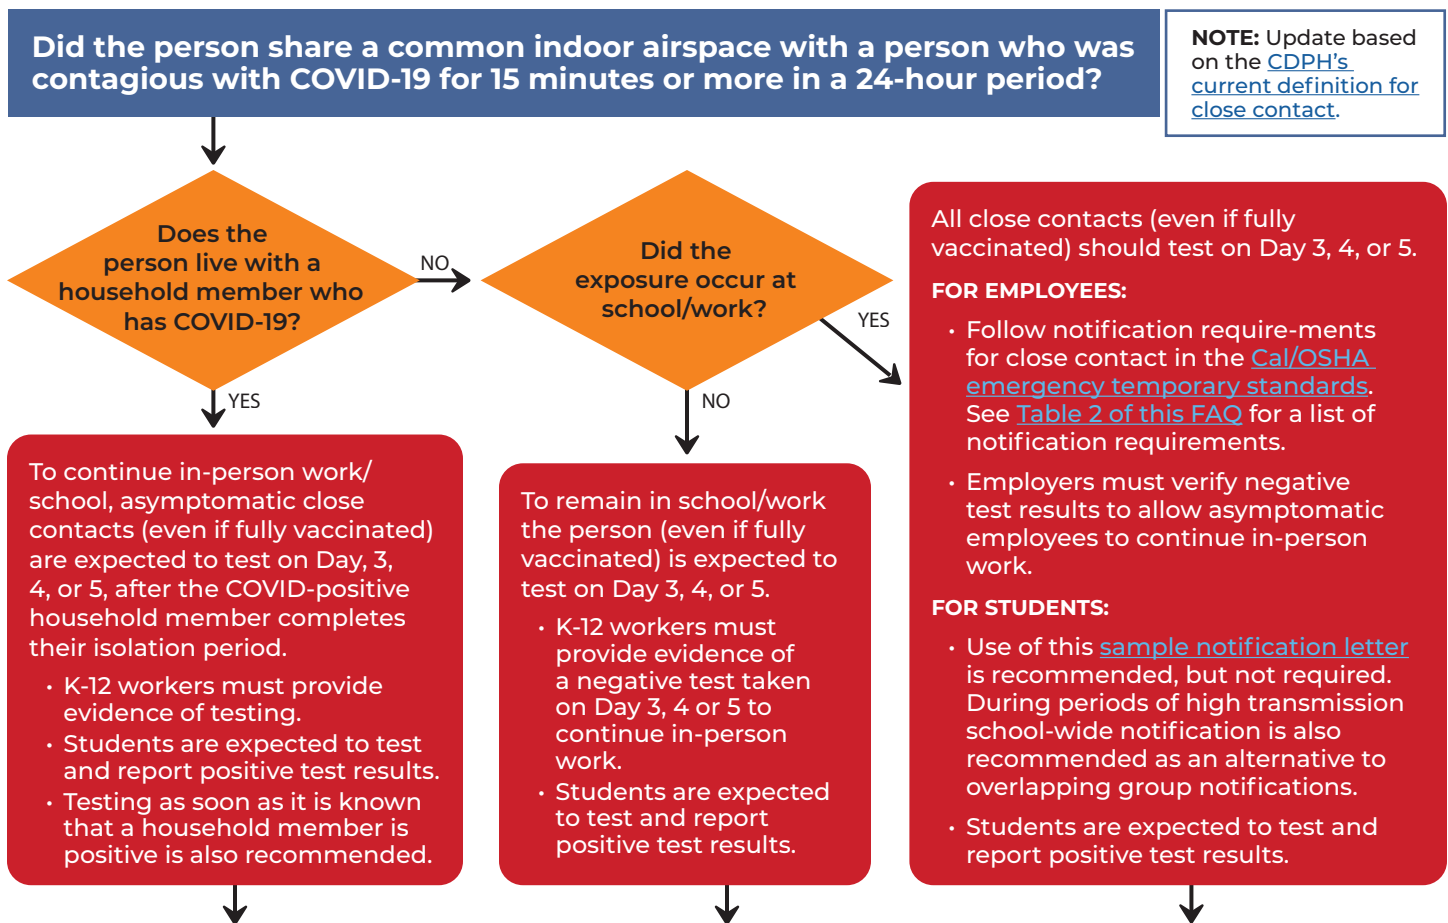 Did the person share a common indoor airspace with a person who was
contagious with COVID-19 for 15 minutes or more in a 24-hour period?
NOTE: Update based
on the CDPH's
current definition for
close contact.
Does the
person live with a
household member who
has COVID-19?
NO
YES
Did the
exposure occur at
school/work?
YES
NO
To continue in-person work/
school, asymptomatic close
contacts (even if fully vaccinated)
are expected to test on Day, 3,
4, or 5, after the COVID-positive
household member completes
their isolation period.
• K-12 workers must provide
evidence of testing.
• Students are expected to test
and report positive test results.
• Testing as soon as it is known
that a household member is
positive is also recommended.
To remain in school/work
the person (even if fully
vaccinated) is expected to
test on Day 3, 4, or 5.
• K-12 workers must
provide evidence of
a negative test taken
on Day 3, 4 or 5 to
continue in-person
work.
• Students are expected
to test and report
positive test results.
All close contacts (even if fully
vaccinated) should test on Day 3, 4, or 5.
FOR EMPLOYEES:
• Follow notification require-ments
for close contact in the Cal/OSHA
emergency temporary standards.
See Table 2 of this FAQ for a list of
notification requirements.
• Employers must verify negative
test results to allow asymptomatic
employees to continue in-person
work.
FOR STUDENTS:
• Use of this sample notification letter
is recommended, but not required.
During periods of high transmission
school-wide notification is also
recommended as an alternative to
overlapping group notifications.
• Students are expected to test and
report positive test results.